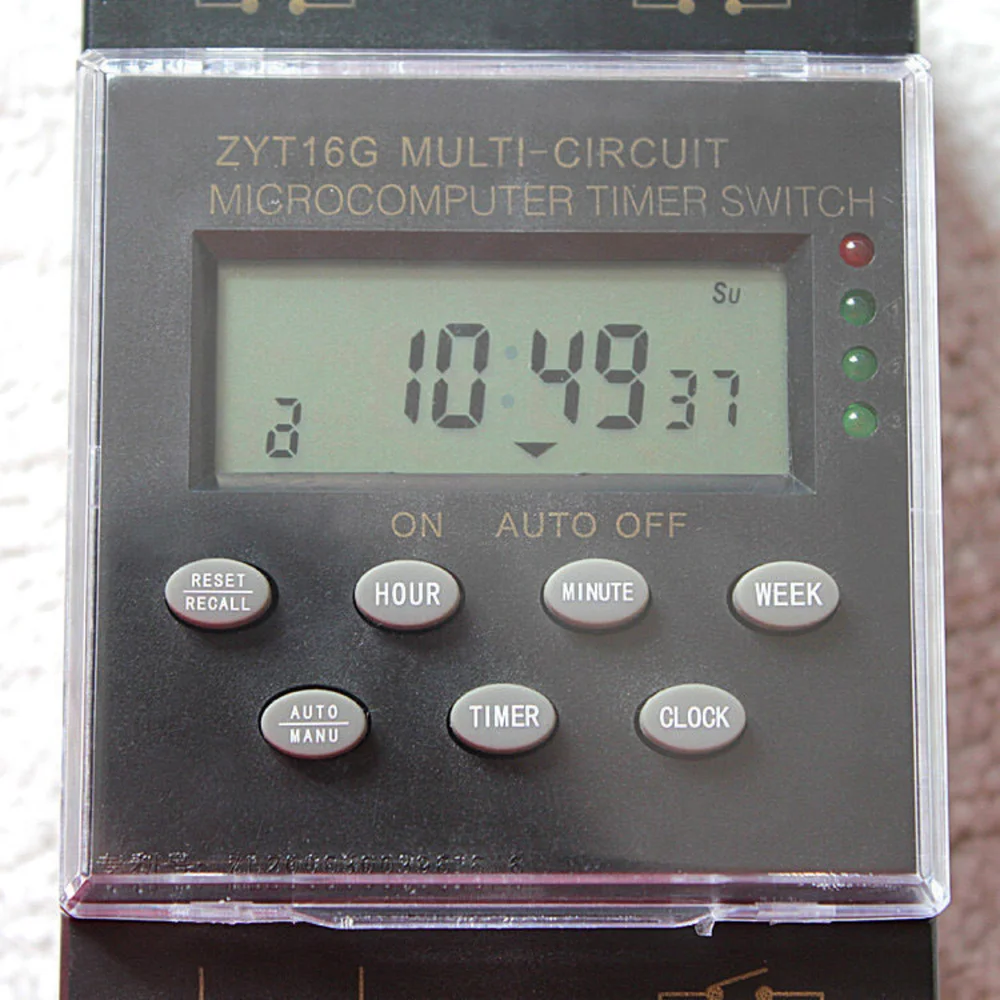 ZYT16G MULTI-CIRCUIT
MICROCOMPUTER TIMER SWITCH
Su
a 10:49 37
ON AUTO OFF
RESET
RECALL
HOUR
MINUTE
WEEK
AUTO
MANU
TIMER
CLOCK